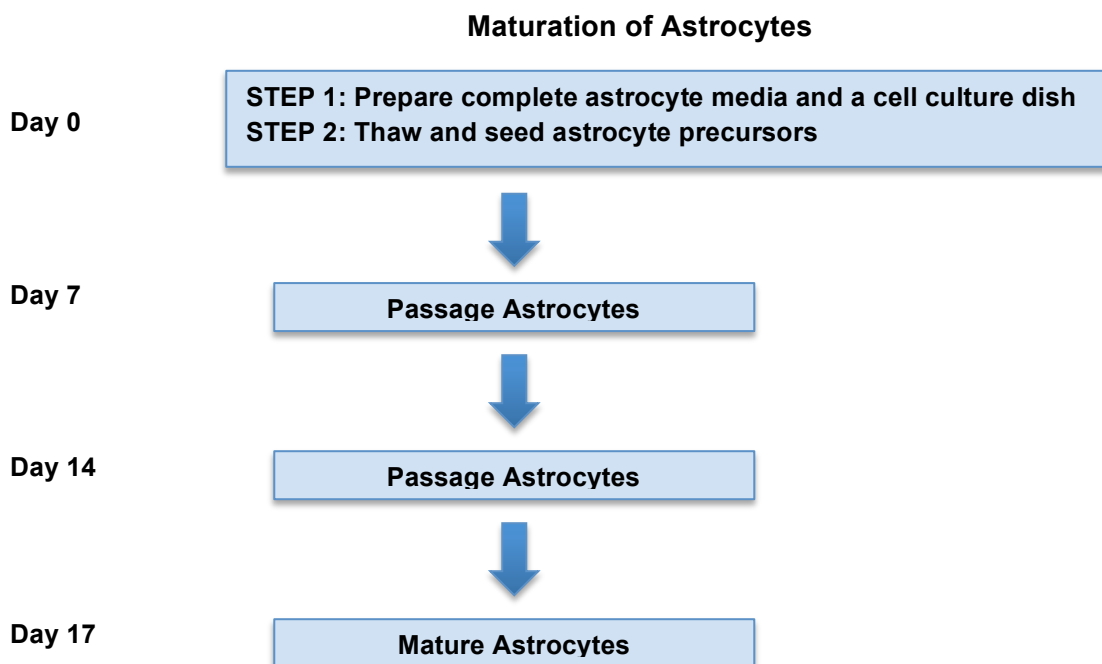 Maturation of Astrocytes
Day 0
STEP 1: Prepare complete astrocyte media and a cell culture dish
STEP 2: Thaw and seed astrocyte precursors
Day 7
Passage Astrocytes
Day 14
Passage Astrocytes
Day 17
Mature Astrocytes